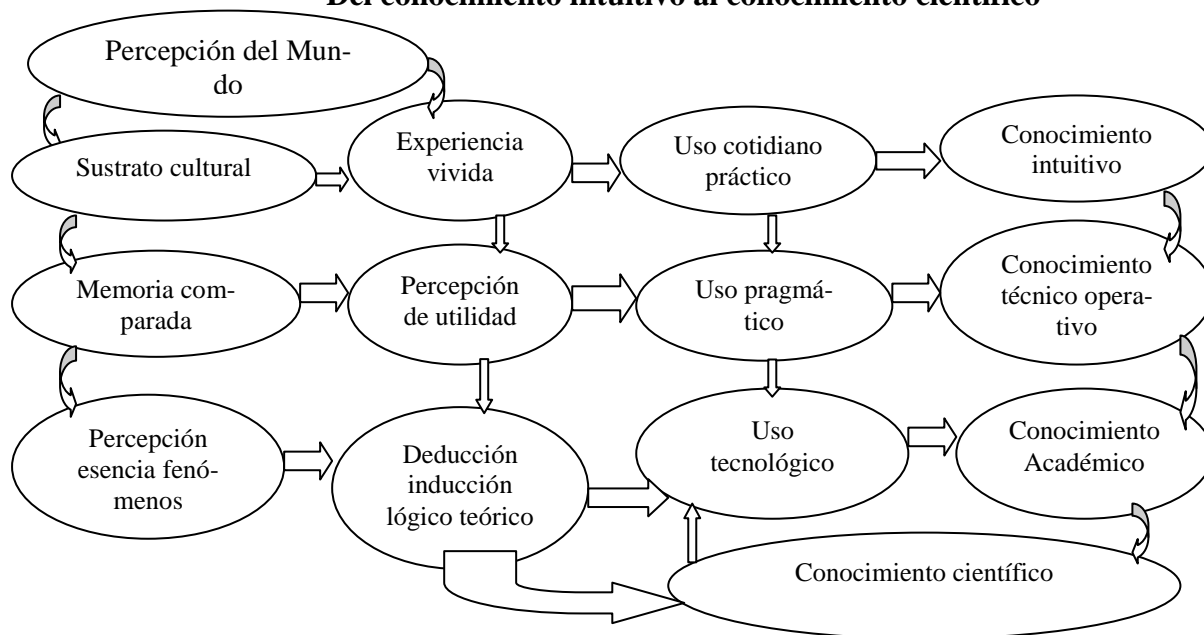 Del conocimiento intuitivo al conocimiento científico
Percepción del Mun-
do
Sustrato cultural
Experiencia
vivida
Uso cotidiano
práctico
Conocimiento
intuitivo
Memoria com-
parada
Percepción
de utilidad
Uso pragmá-
tico
Conocimiento
técnico opera-
tivo
Percepción
esencia fenó-
menos
Deducción
inducción
lógico teórico
Uso
tecnológico
Conocimiento
Académico
Conocimiento científico